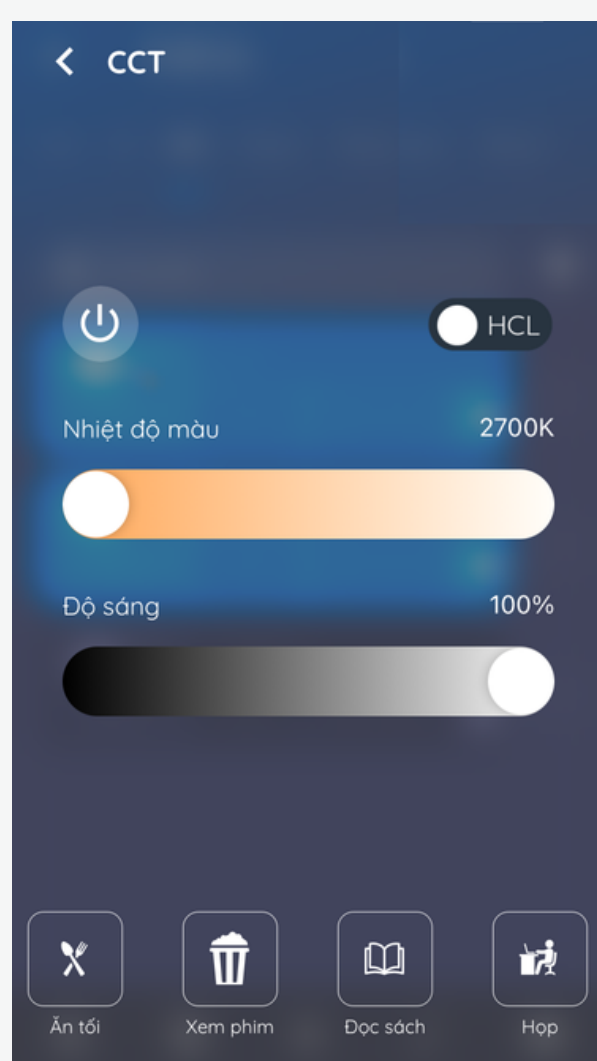 CCT
HCL
Nhiệt độ màu 2700K
Độ sáng 100%
Ăn tối Xem phim Đọc sách Họp